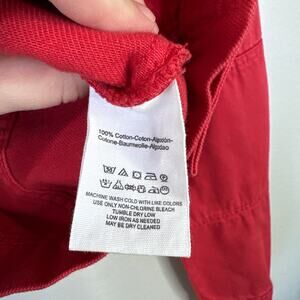 100% Cotton-Coton-Algodón-
Cotone-Baumwolle-Algodao
MACHINE WASH COLD WITH LIKE COLORS
USE ONLY NON-CHLORINE BLEACH
TUMBLE DRY LOW
LOW IRON AS NEEDED
MAY BE DRY CLEANED